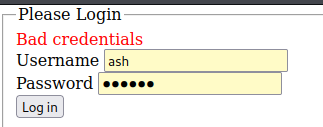 Please Login
Bad credentials
Username ash
Password ●●●●●●
Log in